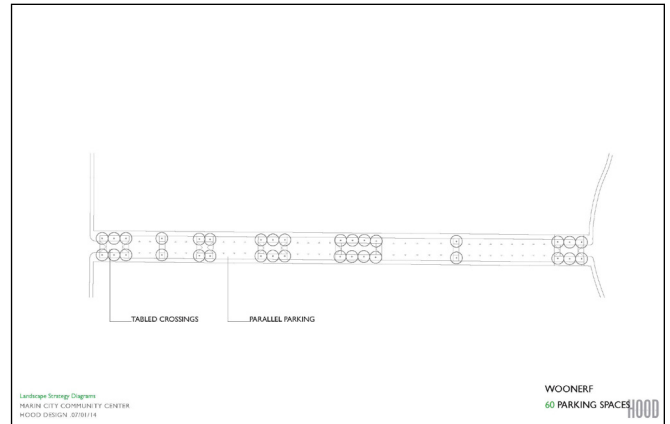 TABLED CROSSINGS
PARALLEL PARKING
WOONERF
60 PARKING SPACES
HOOD
Landscape Strategy Diagrams
MARIN CITY COMMUNITY CENTER
HOOD DESIGN .07/01/14